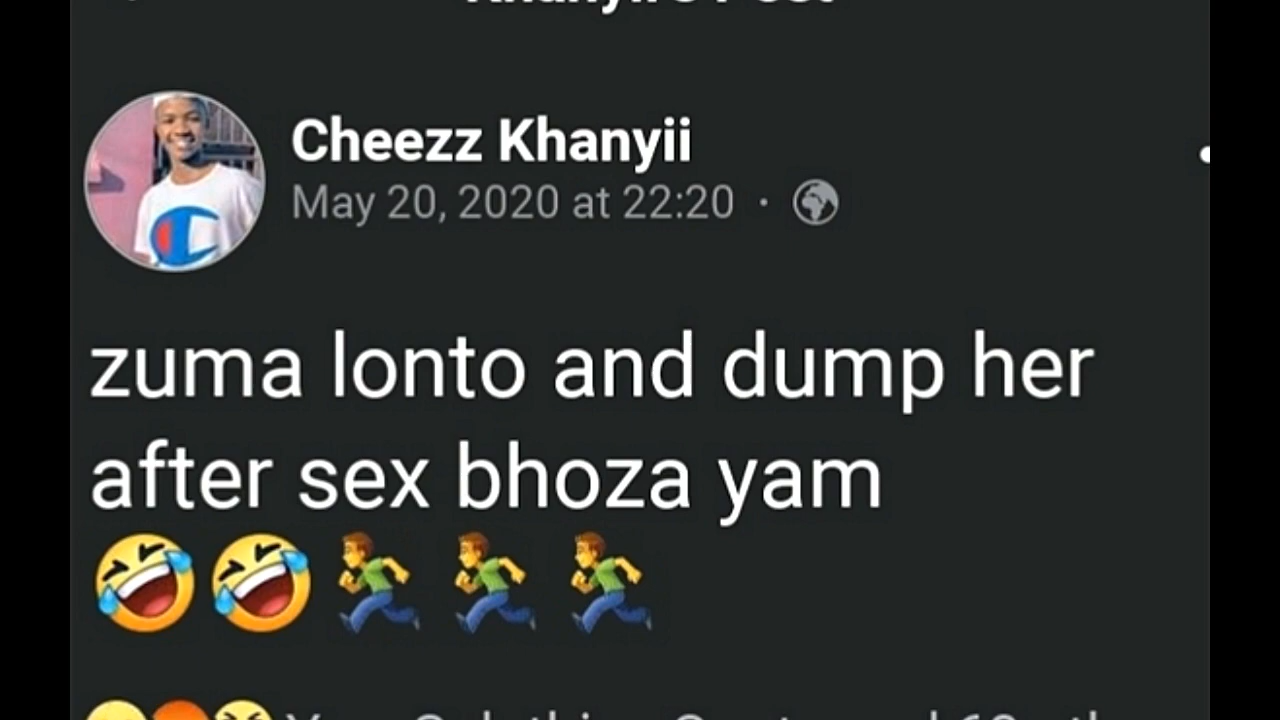 Cheezz Khanyii
May 20, 2020 at 22:20 ·
zuma lonto and dump her
after sex bhoza yam
🤣🤣🏃🏃🏃